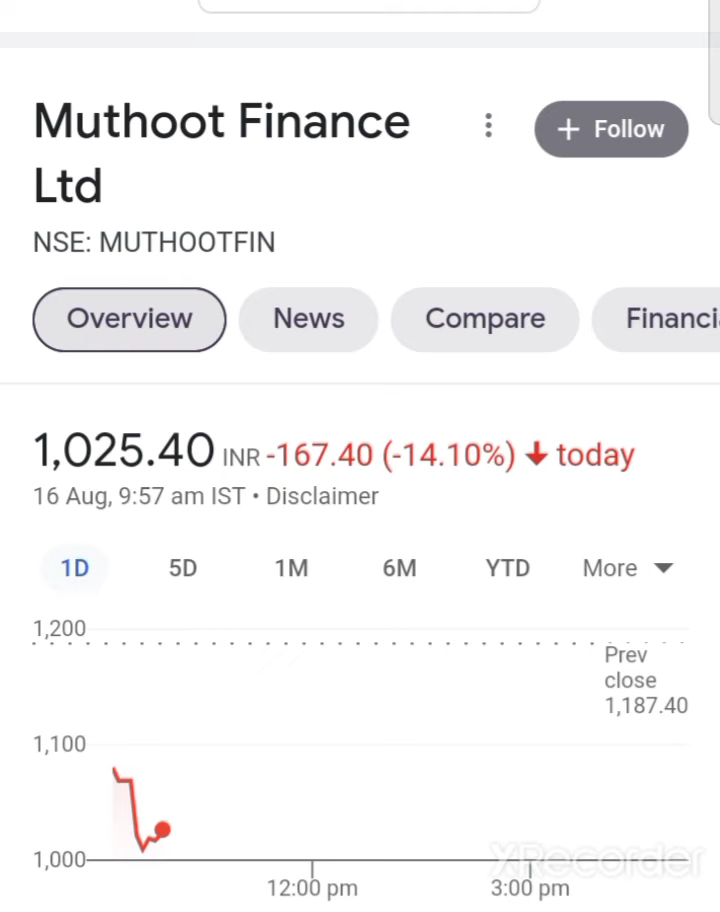 Muthoot Finance
Ltd
+ Follow
NSE: MUTHOOTFIN
Overview
News
Compare
Financi
1,025.40 INR -167.40 (-14.10%) ↓ today
16 Aug, 9:57 am IST • Disclaimer
1D 5D 1M 6M YTD More
1,200
Prev
close
1,187.40
1,100
1,000
XRecorder
12:00 pm 3:00 pm